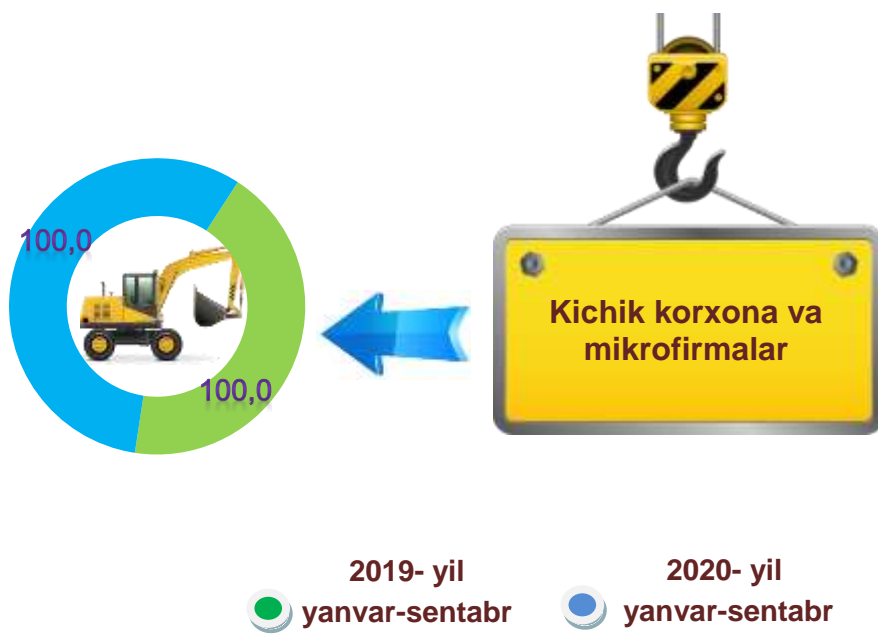 100,0
100,0
Kichik korxona va
mikrofirmalar
2019- yil
yanvar-sentabr
2020- yil
yanvar-sentabr